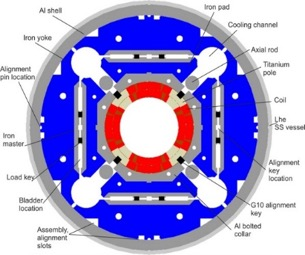 Al shell
Iron pad
Iron yoke
Cooling channel
Axial rod
Alignment
pin location
Titanium
pole
Coil
Lhe
SS vessel
Iron
master
Alignment
key
location
Load key
Bladder
location
G10 alignment
key
Assembly,
alignment
slots
Al bolted
collar